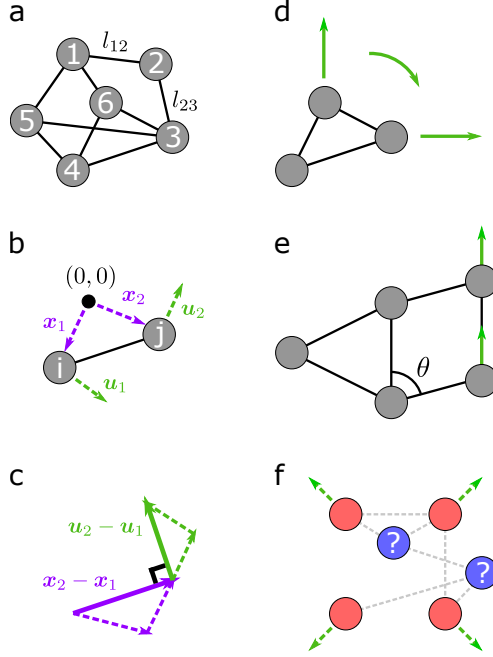 a
1
l₁₂
2
6
l₂₃
5
3
4
b
(0, 0)
x₁
x₂
u₂
j
i
u₁
c
u₂ − u₁
x₂ − x₁
d
e
θ
f
?
?